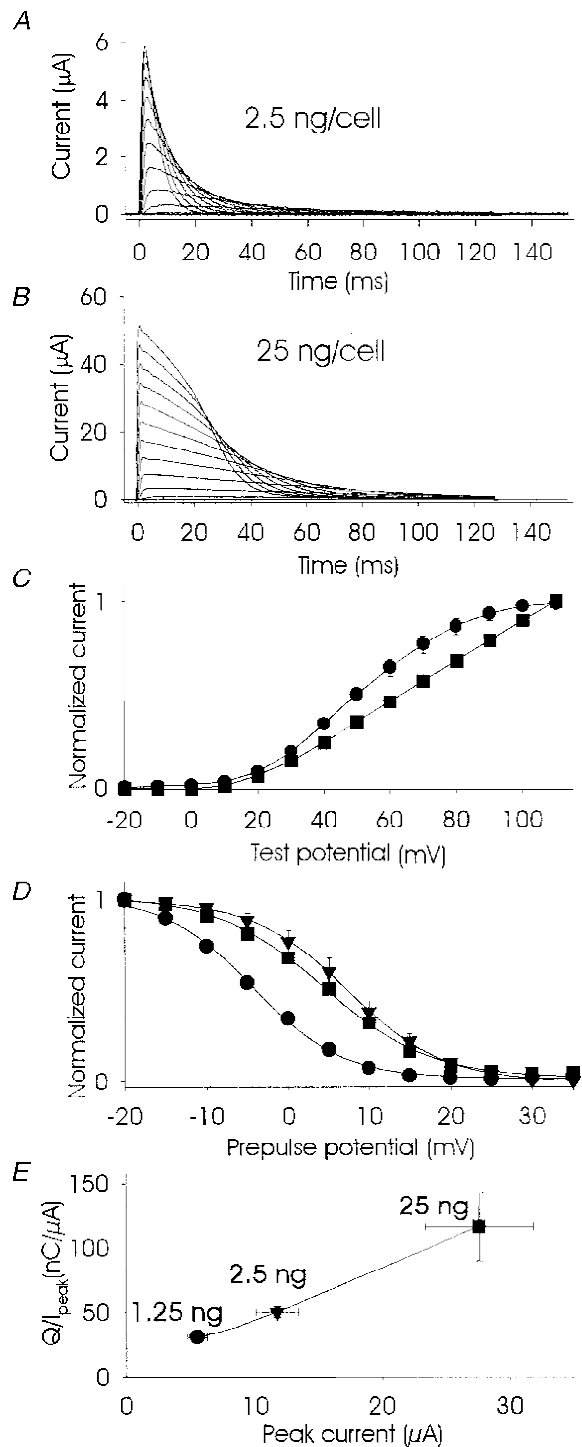 A
6
4
2
0
Current (µA)
2.5 ng/cell
0 20 40 60 80 100 120 140
Time (ms)
B
60
40
20
0
Current (µA)
25 ng/cell
0 20 40 60 80 100 120 140
Time (ms)
C
1
0
Normalized current
-20 0 20 40 60 80 100
Test potential (mV)
D
1
0
Normalized current
-20 -10 0 10 20 30
Prepulse potential (mV)
E
150
100
50
0
Q/Ipeak(nC/µA)
25 ng
2.5 ng
1.25 ng
0 10 20 30
Peak current (µA)